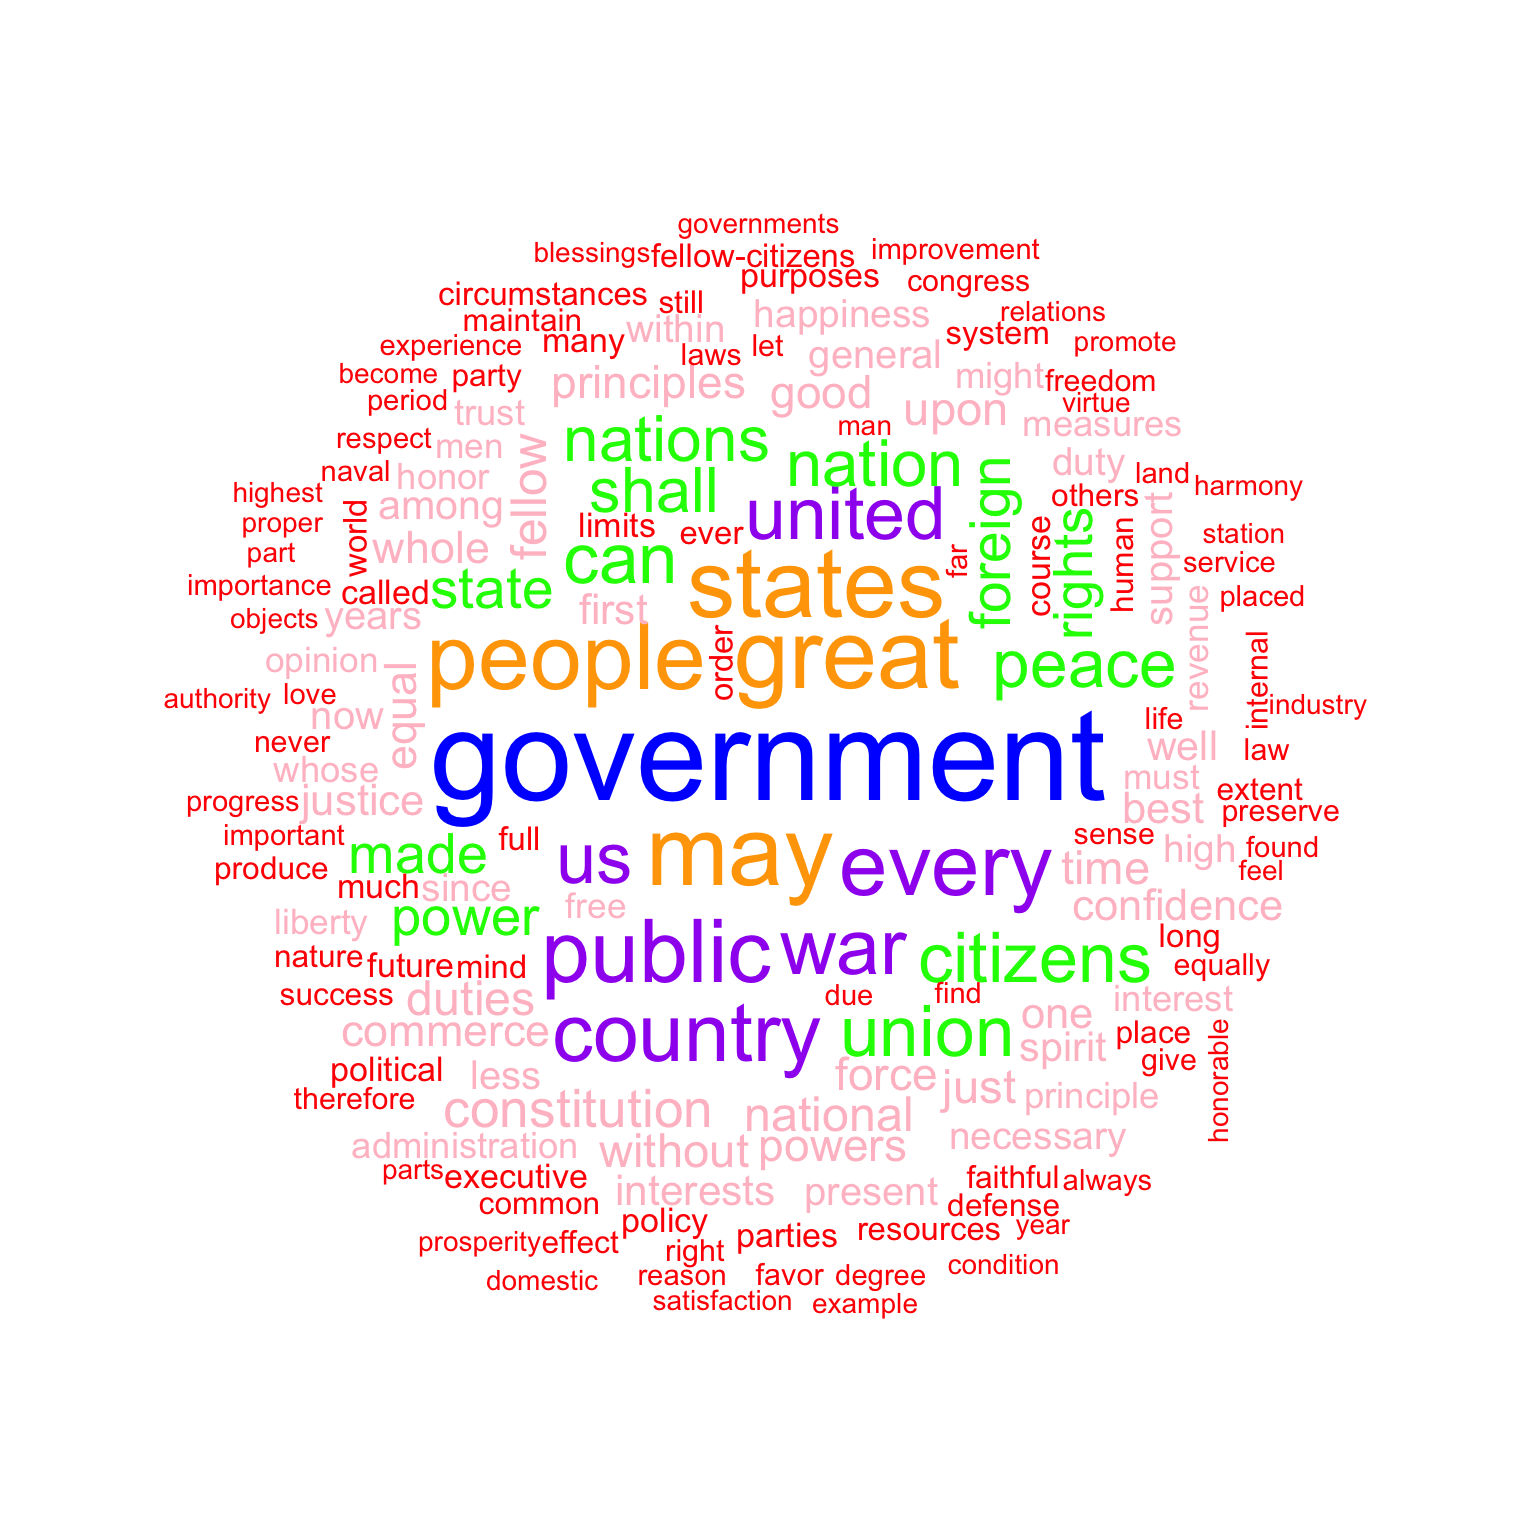 governments
blessings fellow-citizens improvement
purposes congress
circumstances still happiness relations
maintain within system
experience many laws let general promote
become party principles good might freedom
period trust upon virtue
respect men nations man measures
naval honor fellow shall nation foreign duty land
highest among united rights others harmony
proper world whole limits ever course human support station
part can far service
importance called state first states revenue placed
objects years
opinion equal people order great peace internal
authority love now life industry
never government well law
whose must
progress justice best extent preserve
important made full us may every sense high found
produce much since time feel
liberty power free public war citizens confidence long
nature future mind equally
success duties due find interest
commerce country union one spirit place honorable
political less force just principle give
therefore constitution national
administration without powers necessary
parts executive interests present faithful always
common policy defense
prosperity effect right parties resources year
domestic reason favor degree condition
satisfaction example